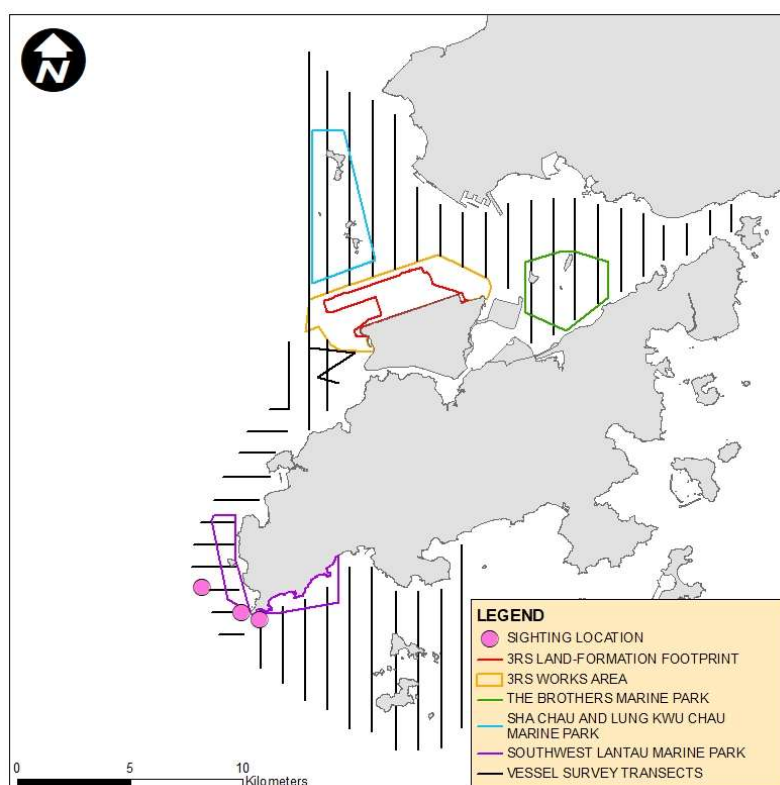 N
LEGEND
SIGHTING LOCATION
3RS LAND-FORMATION FOOTPRINT
3RS WORKS AREA
THE BROTHERS MARINE PARK
SHA CHAU AND LUNG KWU CHAU
MARINE PARK
SOUTHWEST LANTAU MARINE PARK
VESSEL SURVEY TRANSECTS
0 5 10
Kilometers